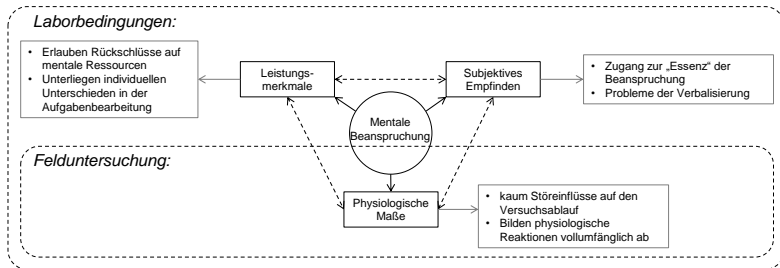 Laborbedingungen:
• Erlauben Rückschlüsse auf
mentale Ressourcen
• Unterliegen individuellen
Unterschieden in der
Aufgabenbearbeitung
Leistungs-
merkmale
Subjektives
Empfinden
• Zugang zur „Essenz“ der
Beanspruchung
• Probleme der Verbalisierung
Mentale
Beanspruchung
Felduntersuchung:
Physiologische
Maße
• kaum Störeinflüsse auf den
Versuchsablauf
• Bilden physiologische
Reaktionen vollumfänglich ab